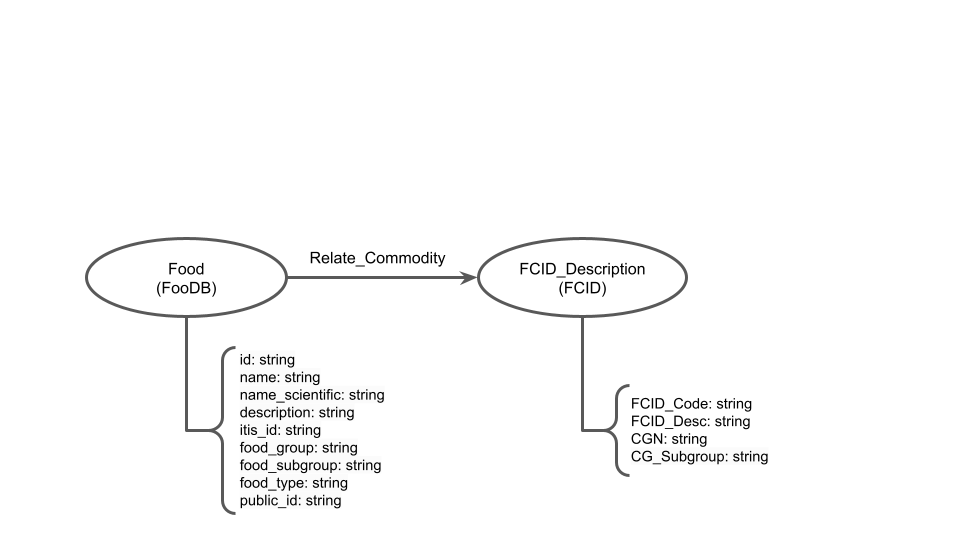 Relate_Commodity
Food
(FooDB)
FCID_Description
(FCID)
id: string
name: string
name_scientific: string
description: string
itis_id: string
food_group: string
food_subgroup: string
food_type: string
public_id: string
FCID_Code: string
FCID_Desc: string
CGN: string
CG_Subgroup: string